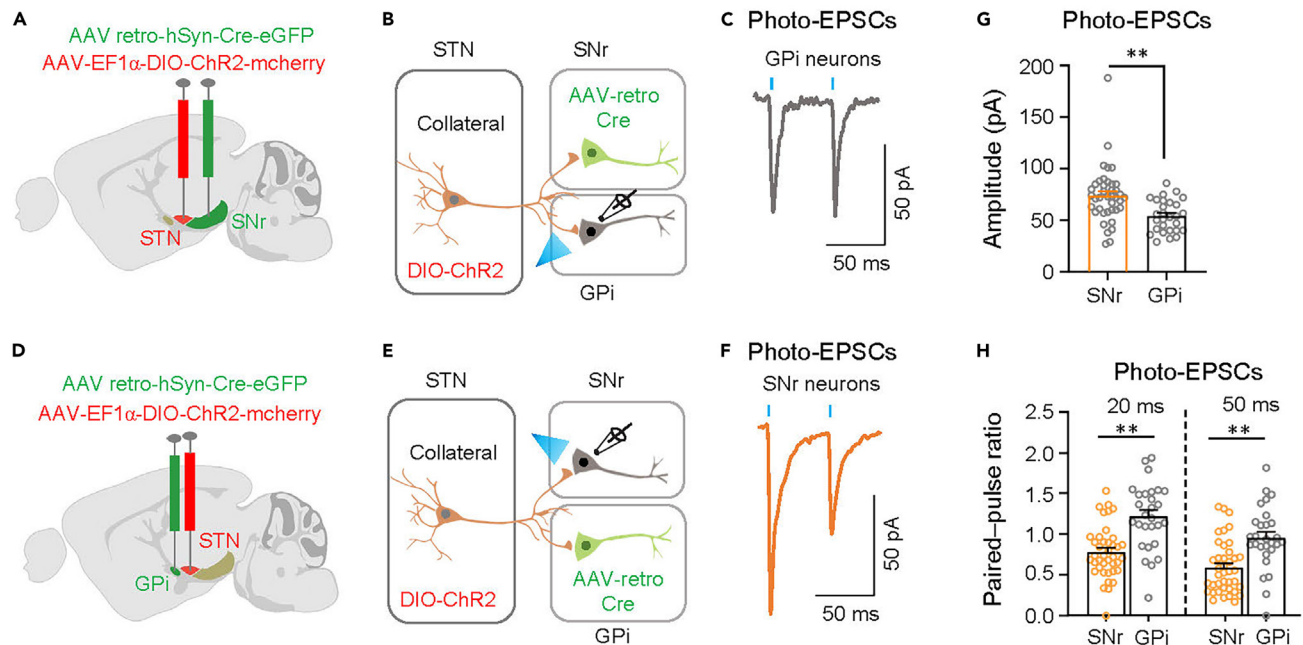 A
AAV retro-hSyn-Cre-eGFP
AAV-EF1α-DIO-ChR2-mcherry
STN
SNr
B
STN
SNr
Collateral
AAV-retro
Cre
DIO-ChR2
GPi
C
Photo-EPSCs
GPi neurons
50 pA
50 ms
G
Photo-EPSCs
**
Amplitude (pA)
200
150
100
50
0
SNr
GPi
D
AAV retro-hSyn-Cre-eGFP
AAV-EF1α-DIO-ChR2-mcherry
STN
GPi
E
STN
SNr
Collateral
AAV-retro
Cre
DIO-ChR2
GPi
F
Photo-EPSCs
SNr neurons
50 pA
50 ms
H
Photo-EPSCs
20 ms
50 ms
**
**
Paired–pulse ratio
2.5
2.0
1.5
1.0
0.5
0.0
SNr GPi
SNr GPi